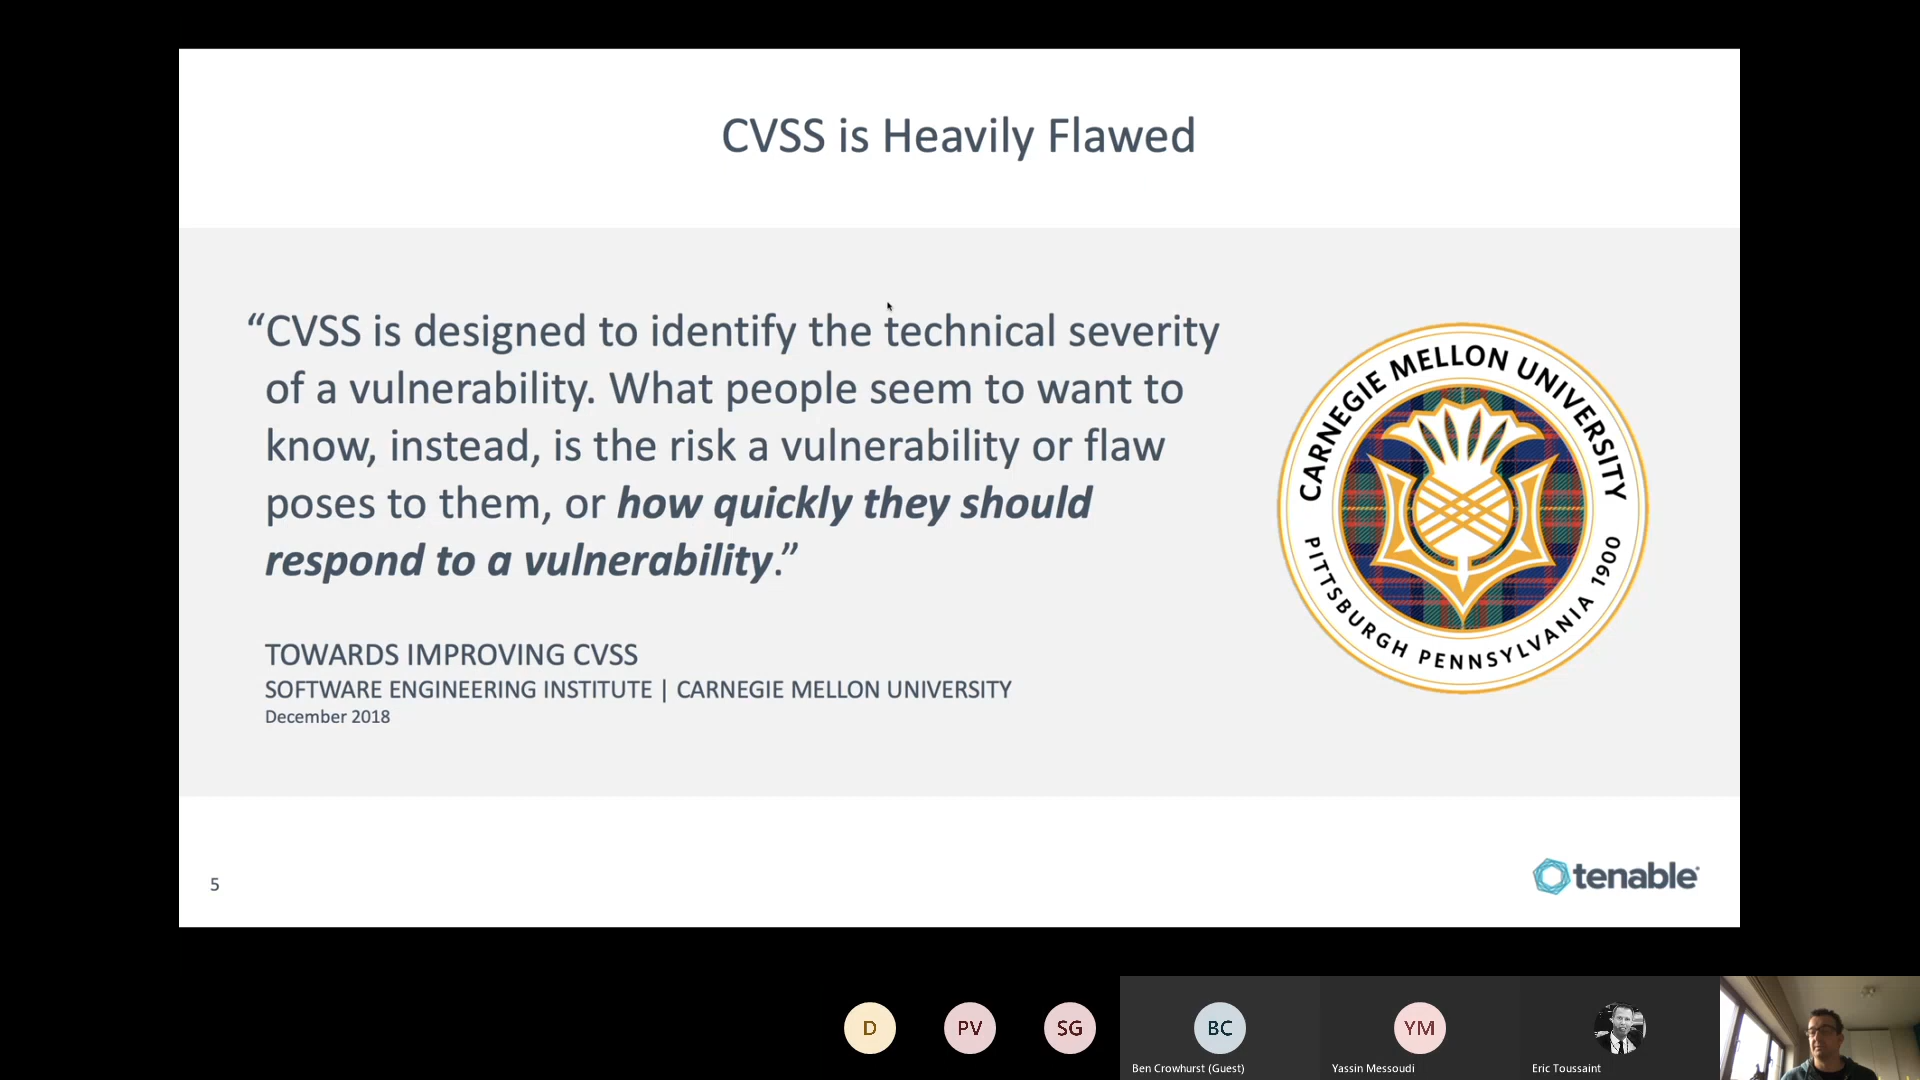 CVSS is Heavily Flawed
“CVSS is designed to identify the technical severity
of a vulnerability. What people seem to want to
know, instead, is the risk a vulnerability or flaw
poses to them, or how quickly they should
respond to a vulnerability.”
CARNEGIE MELLON UNIVERSITY
PITTSBURGH PENNSYLVANIA 1900
TOWARDS IMPROVING CVSS
SOFTWARE ENGINEERING INSTITUTE | CARNEGIE MELLON UNIVERSITY
December 2018
5
tenable
D
PV
SG
BC
YM
Ben Crowhurst (Guest)
Yassin Messoudi
Eric Toussaint